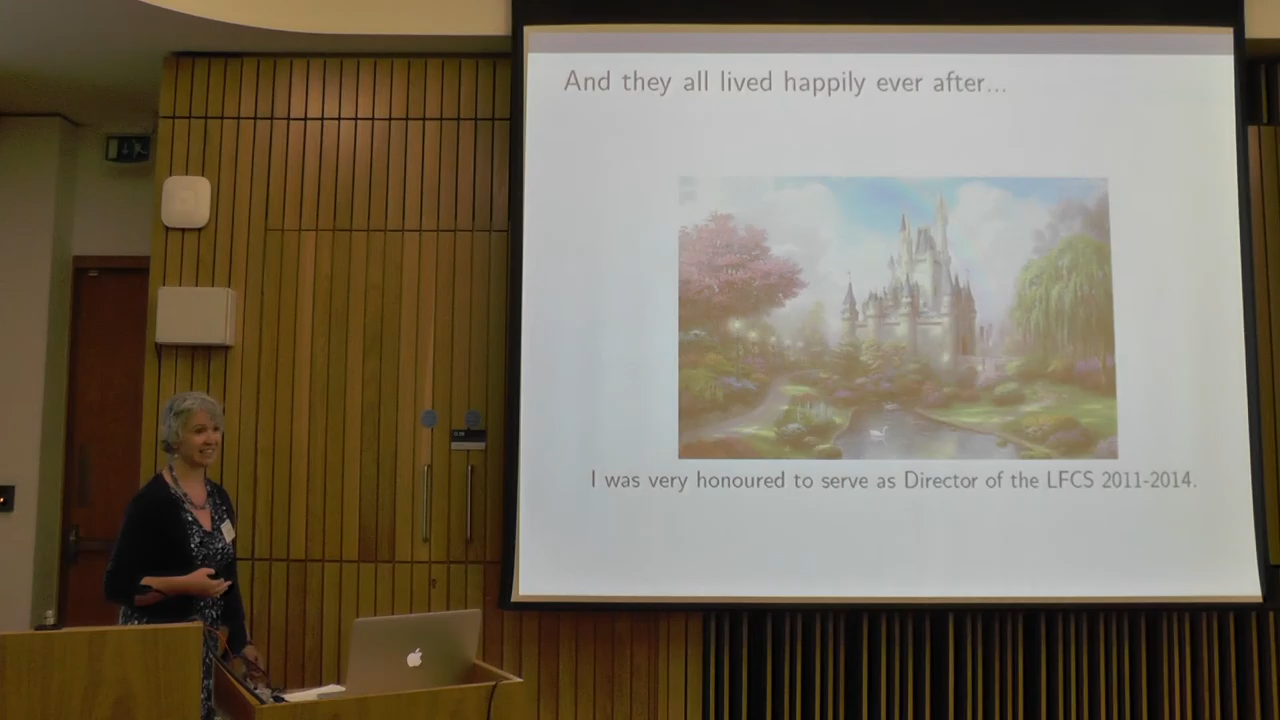 And they all lived happily ever after...
I was very honoured to serve as Director of the LFCS 2011-2014.